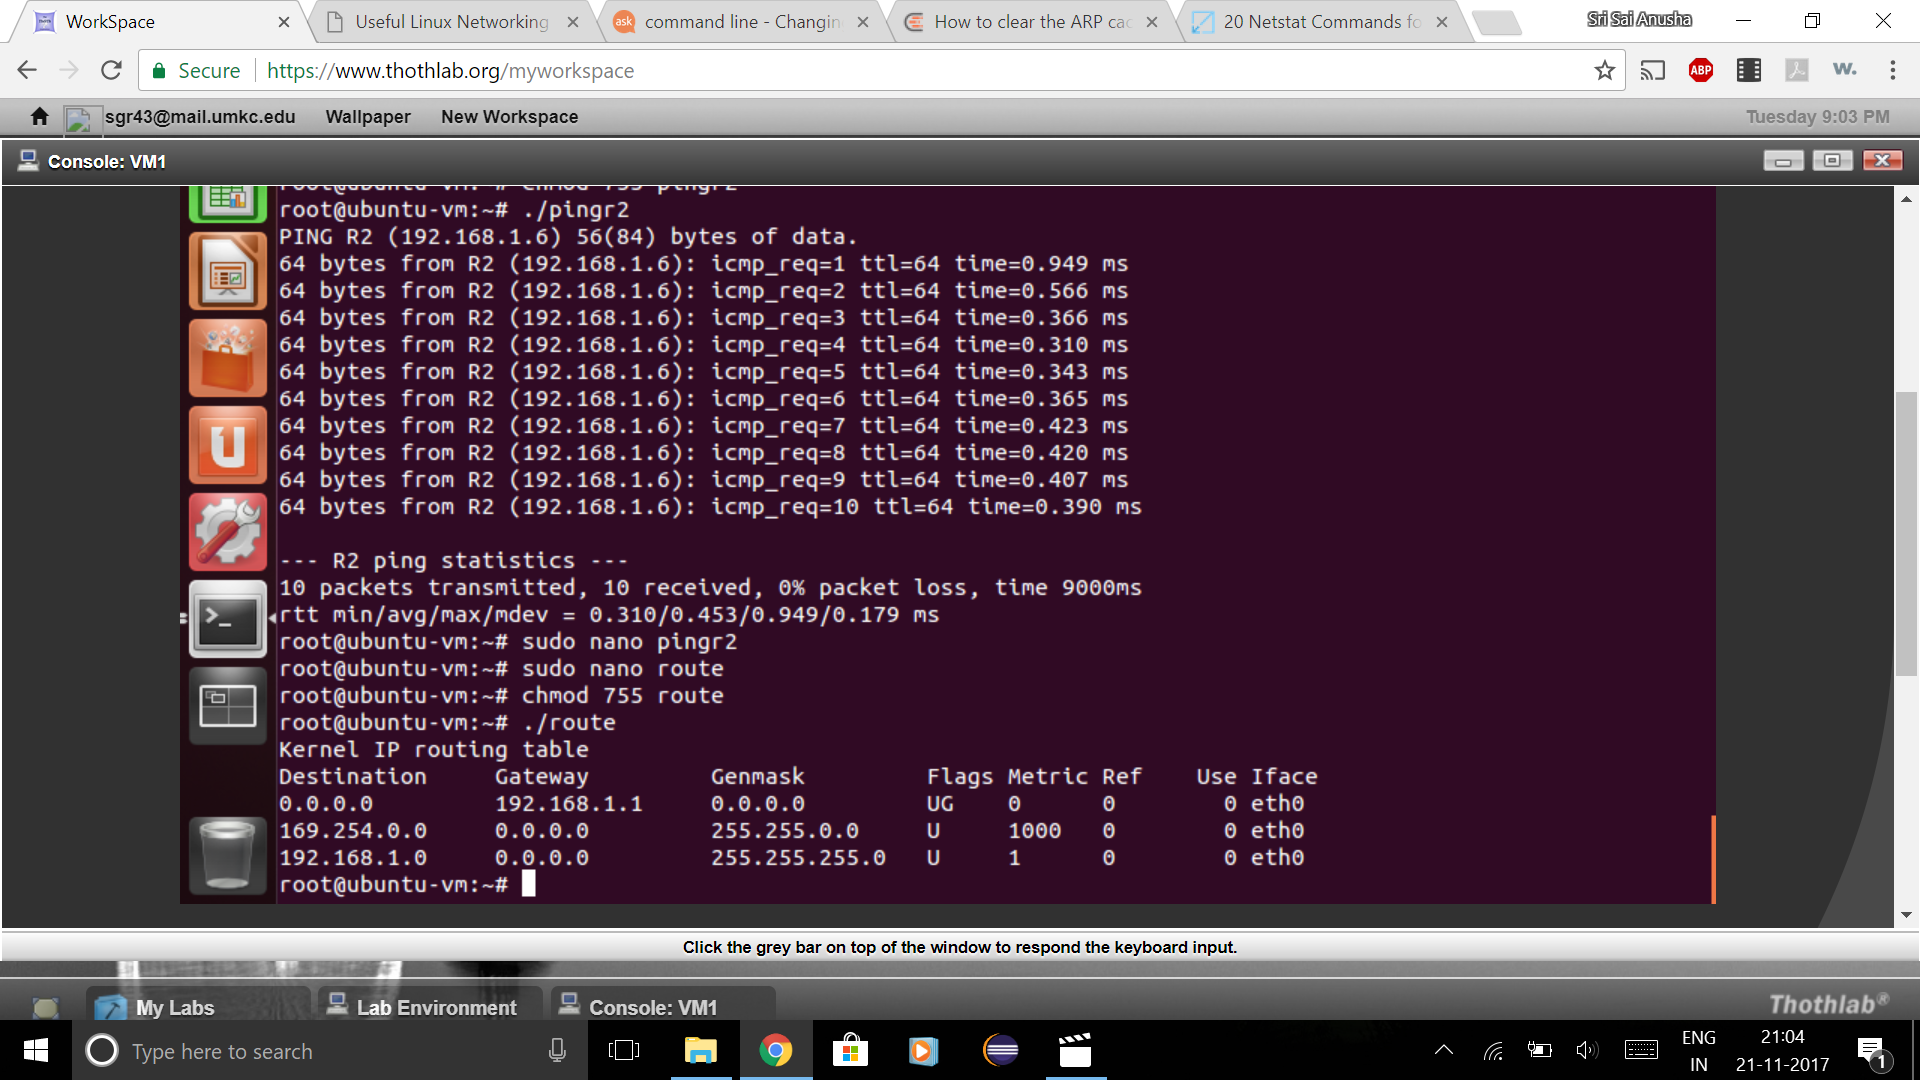 WorkSpace
Useful Linux Networking
ask command line - Changin
How to clear the ARP cac
20 Netstat Commands fo
Sri Sai Anusha
Secure https://www.thothlab.org/myworkspace
ABP
w.
sgr43@mail.umkc.edu Wallpaper New Workspace Tuesday 9:03 PM
Console: VM1
root@ubuntu-vm:~# chmod 755 pingr2
root@ubuntu-vm:~# ./pingr2
PING R2 (192.168.1.6) 56(84) bytes of data.
64 bytes from R2 (192.168.1.6): icmp_req=1 ttl=64 time=0.949 ms
64 bytes from R2 (192.168.1.6): icmp_req=2 ttl=64 time=0.566 ms
64 bytes from R2 (192.168.1.6): icmp_req=3 ttl=64 time=0.366 ms
64 bytes from R2 (192.168.1.6): icmp_req=4 ttl=64 time=0.310 ms
64 bytes from R2 (192.168.1.6): icmp_req=5 ttl=64 time=0.343 ms
64 bytes from R2 (192.168.1.6): icmp_req=6 ttl=64 time=0.365 ms
64 bytes from R2 (192.168.1.6): icmp_req=7 ttl=64 time=0.423 ms
64 bytes from R2 (192.168.1.6): icmp_req=8 ttl=64 time=0.420 ms
64 bytes from R2 (192.168.1.6): icmp_req=9 ttl=64 time=0.407 ms
64 bytes from R2 (192.168.1.6): icmp_req=10 ttl=64 time=0.390 ms
--- R2 ping statistics ---
10 packets transmitted, 10 received, 0% packet loss, time 9000ms
rtt min/avg/max/mdev = 0.310/0.453/0.949/0.179 ms
root@ubuntu-vm:~# sudo nano pingr2
root@ubuntu-vm:~# sudo nano route
root@ubuntu-vm:~# chmod 755 route
root@ubuntu-vm:~# ./route
Kernel IP routing table
Destination Gateway Genmask Flags Metric Ref Use Iface
0.0.0.0 192.168.1.1 0.0.0.0 UG 0 0 0 eth0
169.254.0.0 0.0.0.0 255.255.0.0 U 1000 0 0 eth0
192.168.1.0 0.0.0.0 255.255.255.0 U 1 0 0 eth0
root@ubuntu-vm:~#
Click the grey bar on top of the window to respond the keyboard input.
My Labs
Lab Environment
Console: VM1
Thothlab®
Type here to search
ENG
IN
21:04
21-11-2017
1